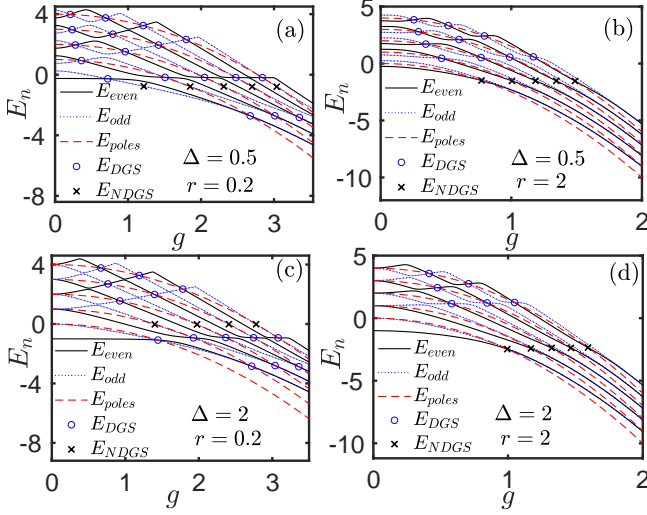 (a)
4
0
-4
-8
E_n
0
1
2
3
g
E_even
E_odd
E_poles
E_DGS
E_NDGS
Δ = 0.5
r = 0.2
(b)
5
0
-5
-10
E_n
0
1
2
g
E_even
E_odd
E_poles
E_DGS
E_NDGS
Δ = 0.5
r = 2
(c)
4
0
-4
-8
E_n
0
1
2
3
g
E_even
E_odd
E_poles
E_DGS
E_NDGS
Δ = 2
r = 0.2
(d)
5
0
-5
-10
E_n
0
1
2
g
E_even
E_odd
E_poles
E_DGS
E_NDGS
Δ = 2
r = 2